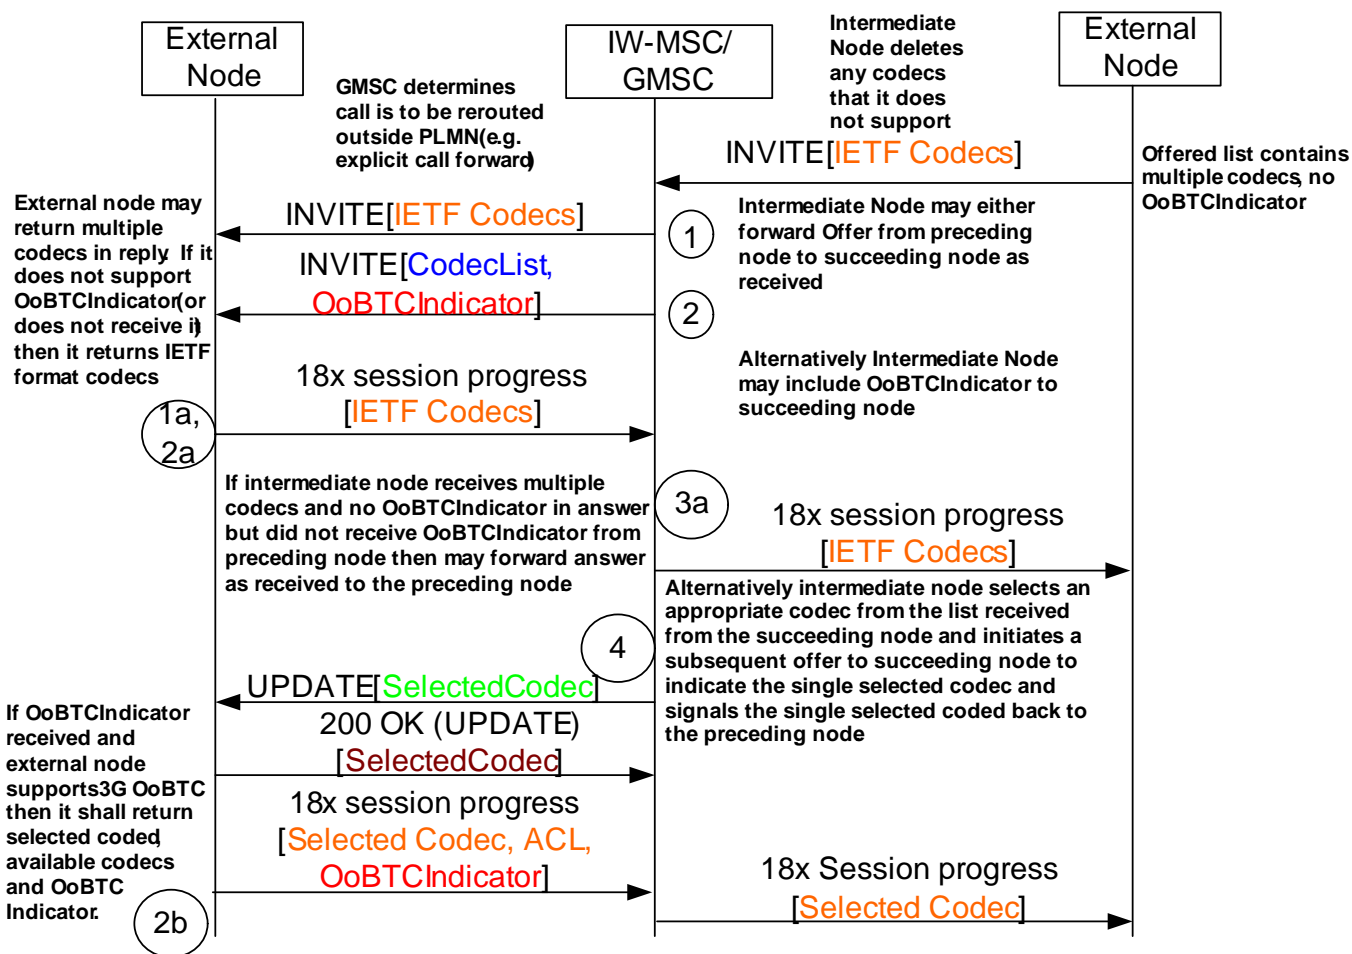 External
Node
IW-MSC/
GMSC
External
Node
Intermediate
Node deletes
any codecs
that it does
not support
GMSC determines
call is to be rerouted
outside PLMN(e.g.
explicit call forward)
INVITE[IETF Codecs]
Offered list contains
multiple codecs, no
OoBTCIndicator
External node may
return multiple
codecs in reply. If it
does not support
OoBTCIndicator(or
does not receive it)
then it returns IETF
format codecs
INVITE[IETF Codecs]
1
Intermediate Node may either
forward Offer from preceding
node to succeeding node as
received
INVITE[CodecList,
OoBTCIndicator]
2
Alternatively Intermediate Node
may include OoBTCIndicator to
succeeding node
18x session progress
[IETF Codecs]
1a,
2a
If intermediate node receives multiple
codecs and no OoBTCIndicator in answer
but did not receive OoBTCIndicator from
preceding node then may forward answer
as received to the preceding node
3a
18x session progress
[IETF Codecs]
Alternatively intermediate node selects an
appropriate codec from the list received
from the succeeding node and initiates a
subsequent offer to succeeding node to
indicate the single selected codec and
signals the single selected coded back to
the preceding node
4
UPDATE[SelectedCodec]
200 OK (UPDATE)
[SelectedCodec]
If OoBTCIndicator
received and
external node
supports3G OoBTC
then it shall return
selected coded,
available codecs
and OoBTC
Indicator.
18x session progress
[Selected Codec, ACL,
OoBTCIndicator]
2b
18x Session progress
[Selected Codec]